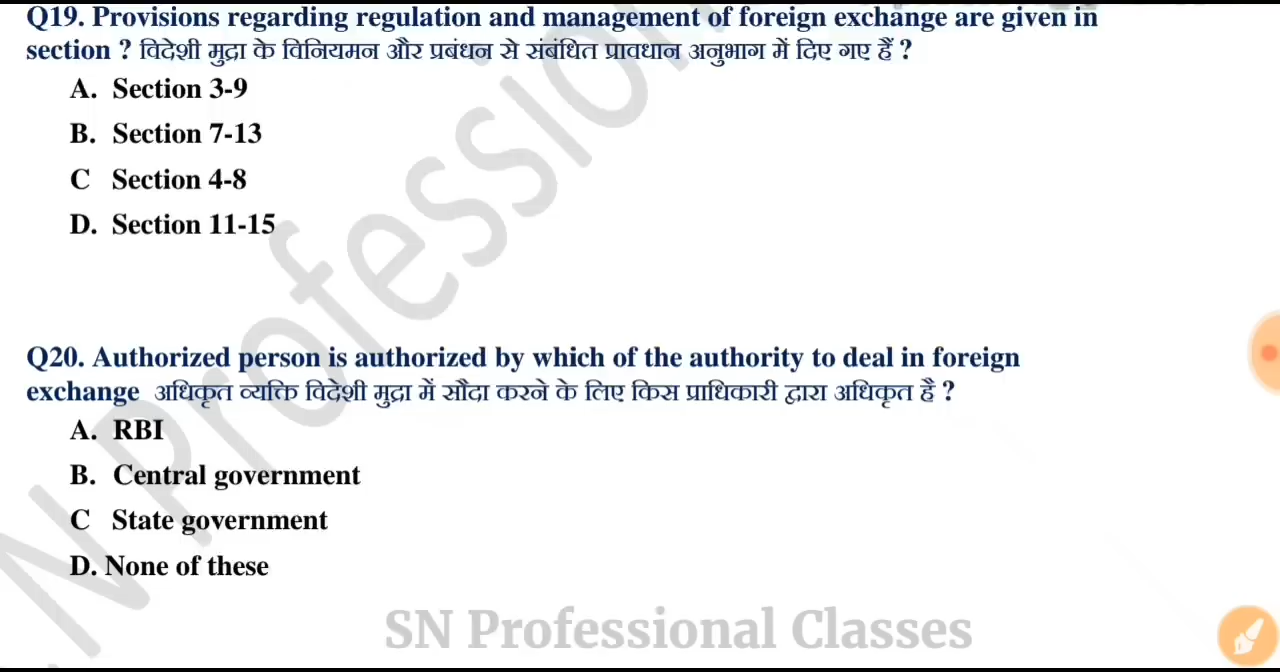 Q19. Provisions regarding regulation and management of foreign exchange are given in
section ? विदेशी मुद्रा के विनियमन और प्रबंधन से संबंधित प्रावधान अनुभाग में दिए गए हैं ?
A. Section 3-9
B. Section 7-13
C Section 4-8
D. Section 11-15
Q20. Authorized person is authorized by which of the authority to deal in foreign
exchange अधिकृत व्यक्ति विदेशी मुद्रा में सौदा करने के लिए किस प्राधिकारी द्वारा अधिकृत है ?
A. RBI
B. Central government
C State government
D. None of these
N Profession
SN Professional Classes